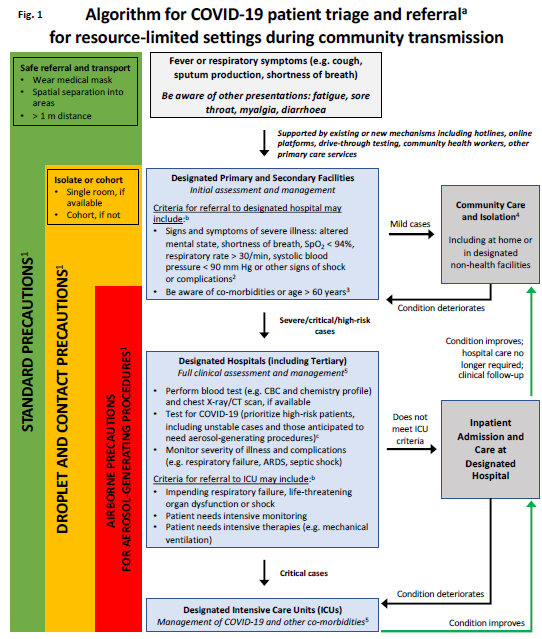 Fig. 1
Algorithm for COVID-19 patient triage and referralᵃ
for resource-limited settings during community transmission
Safe referral and transport
• Wear medical mask
• Spatial separation into
areas
• > 1 m distance
Fever or respiratory symptoms (e.g. cough,
sputum production, shortness of breath)
Be aware of other presentations: fatigue, sore
throat, myalgia, diarrhoea
Supported by existing or new mechanisms including hotlines, online
platforms, drive-through testing, community health workers, other
primary care services
Isolate or cohort
• Single room, if
available
• Cohort, if not
Designated Primary and Secondary Facilities
Initial assessment and management
Criteria for referral to designated hospital may
include:ᵇ
• Signs and symptoms of severe illness: altered
mental state, shortness of breath, SpO₂ < 94%,
respiratory rate > 30/min, systolic blood
pressure < 90 mm Hg or other signs of shock
or complications²
• Be aware of co-morbidities or age > 60 years³
Mild cases
Community Care
and Isolation⁴
Including at home or
in designated
non-health facilities
Condition deteriorates
Severe/critical/high-risk
cases
Condition improves;
hospital care no
longer required;
clinical follow-up
STANDARD PRECAUTIONS¹
DROPLET AND CONTACT PRECAUTIONS¹
AIRBORNE PRECAUTIONS
FOR AEROSOL-GENERATING PROCEDURES¹
Designated Hospitals (including Tertiary)
Full clinical assessment and management⁵
• Perform blood test (e.g. CBC and chemistry profile)
and chest X-ray/CT scan, if available
• Test for COVID-19 (prioritize high-risk patients,
including unstable cases and those anticipated to
need aerosol-generating procedures)ᶜ
• Monitor severity of illness and complications
(e.g. respiratory failure, ARDS, septic shock)
Criteria for referral to ICU may include:ᵇ
• Impending respiratory failure, life-threatening
organ dysfunction or shock
• Patient needs intensive monitoring
• Patient needs intensive therapies (e.g. mechanical
ventilation)
Does not
meet ICU
criteria
Inpatient
Admission and
Care at
Designated
Hospital
Critical cases
Condition deteriorates
Designated Intensive Care Units (ICUs)
Management of COVID-19 and other co-morbidities⁵
Condition improves